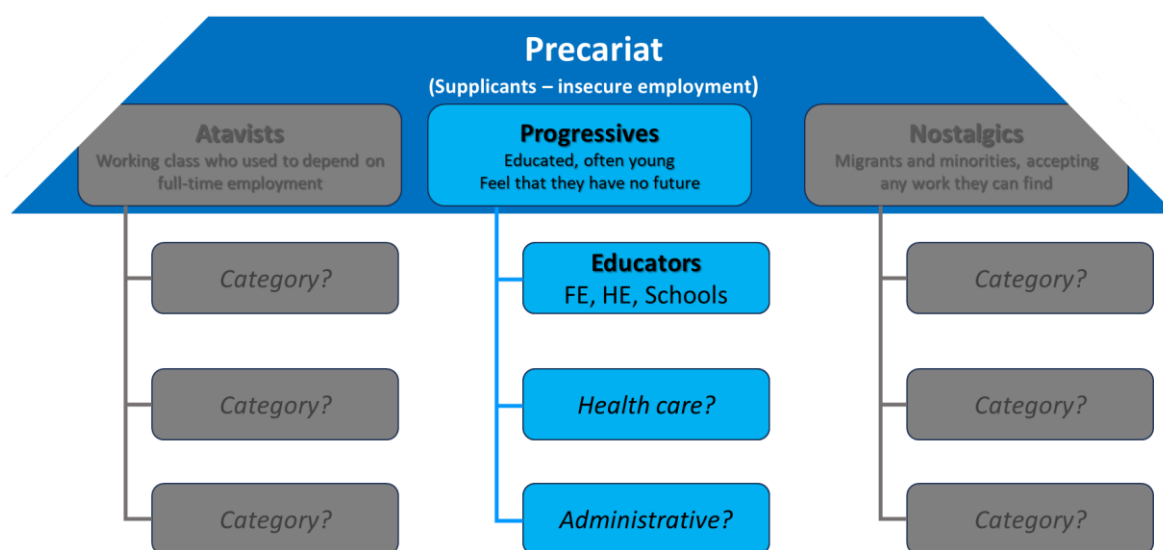 Precariat
(Supplicants – insecure employment)
Atavists
Working class who used to depend on
full-time employment
Progressives
Educated, often young
Feel that they have no future
Nostalgics
Migrants and minorities, accepting
any work they can find
Category?
Educators
FE, HE, Schools
Category?
Category?
Health care?
Category?
Category?
Administrative?
Category?